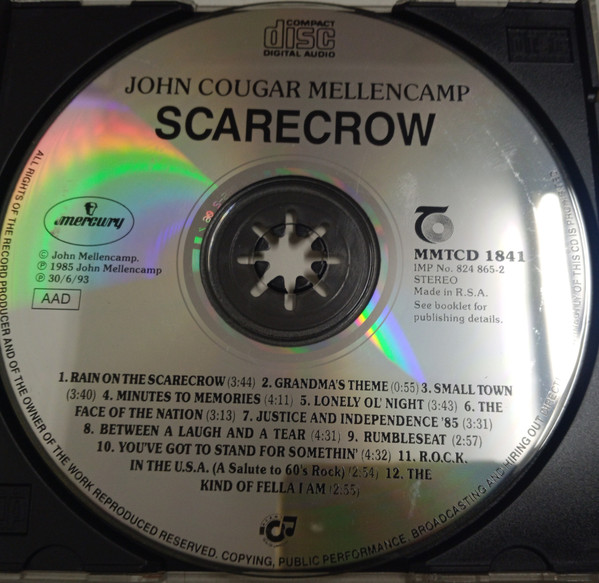 COMPACT
disc
DIGITAL AUDIO
JOHN COUGAR MELLENCAMP
SCARECROW
mercury
© John Mellencamp.
℗ 1985 John Mellencamp
℗ 30/6/93
AAD
MMTCD 1841
IMP No. 824 865-2
STEREO
Made in R.S.A.
See booklet for
publishing details.
1. RAIN ON THE SCARECROW (3:44) 2. GRANDMA'S THEME (0:55) 3. SMALL TOWN
(3:40) 4. MINUTES TO MEMORIES (4:11) 5. LONELY OL' NIGHT (3:43) 6. THE
FACE OF THE NATION (3:13) 7. JUSTICE AND INDEPENDENCE '85 (3:31)
8. BETWEEN A LAUGH AND A TEAR (4:31) 9. RUMBLESEAT (2:57)
10. YOU'VE GOT TO STAND FOR SOMETHIN' (4:32) 11. R.O.C.K.
IN THE U.S.A. (A Salute to 60's Rock) (2:54) 12. THE
KIND OF FELLA I AM (2:55)
ALL RIGHTS OF THE RECORD PRODUCER AND OF THE OWNER OF THE WORK REPRODUCED RESERVED. COPYING, PUBLIC PERFORMANCE, BROADCASTING AND HIRING OUT OF THIS CD IS